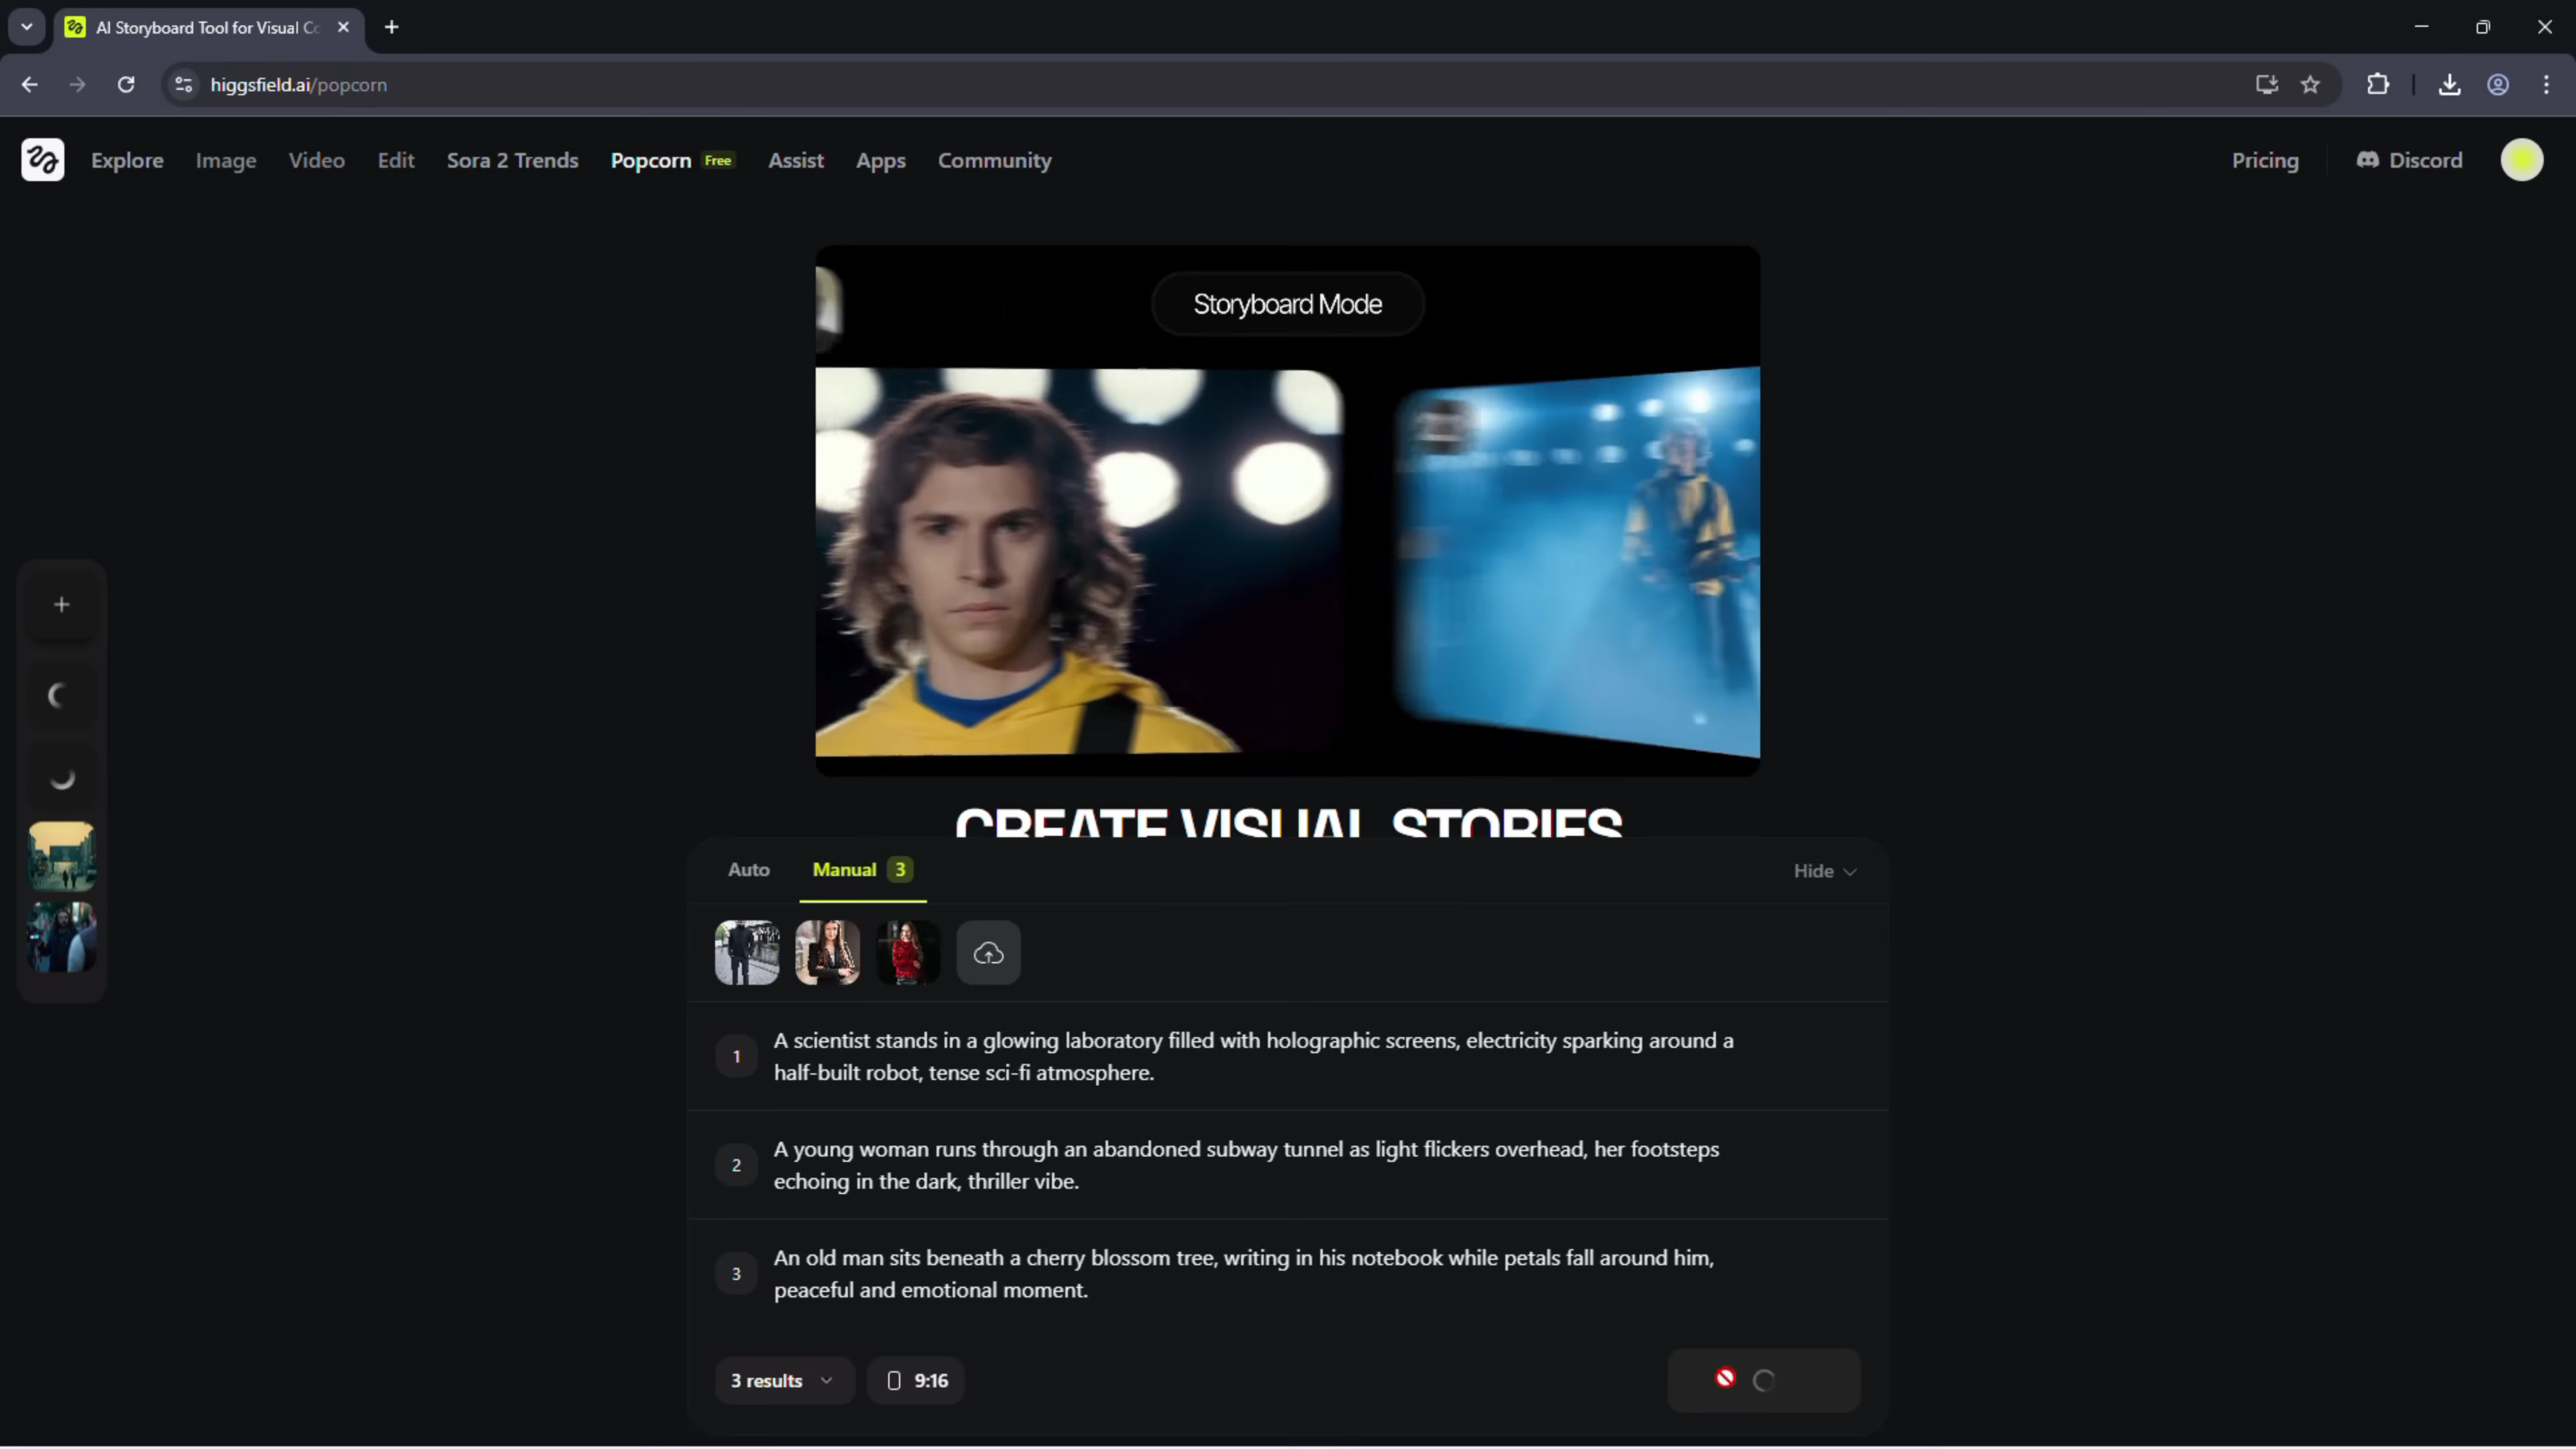 AI Storyboard Tool for Visual Co
higgsfield.ai/popcorn
Explore Image Video Edit Sora 2 Trends Popcorn Free Assist Apps Community Pricing Discord
Storyboard Mode
CREATE VISUAL STORIES
Auto Manual 3 Hide
1 A scientist stands in a glowing laboratory filled with holographic screens, electricity sparking around a
half-built robot, tense sci-fi atmosphere.
2 A young woman runs through an abandoned subway tunnel as light flickers overhead, her footsteps
echoing in the dark, thriller vibe.
3 An old man sits beneath a cherry blossom tree, writing in his notebook while petals fall around him,
peaceful and emotional moment.
3 results 9:16